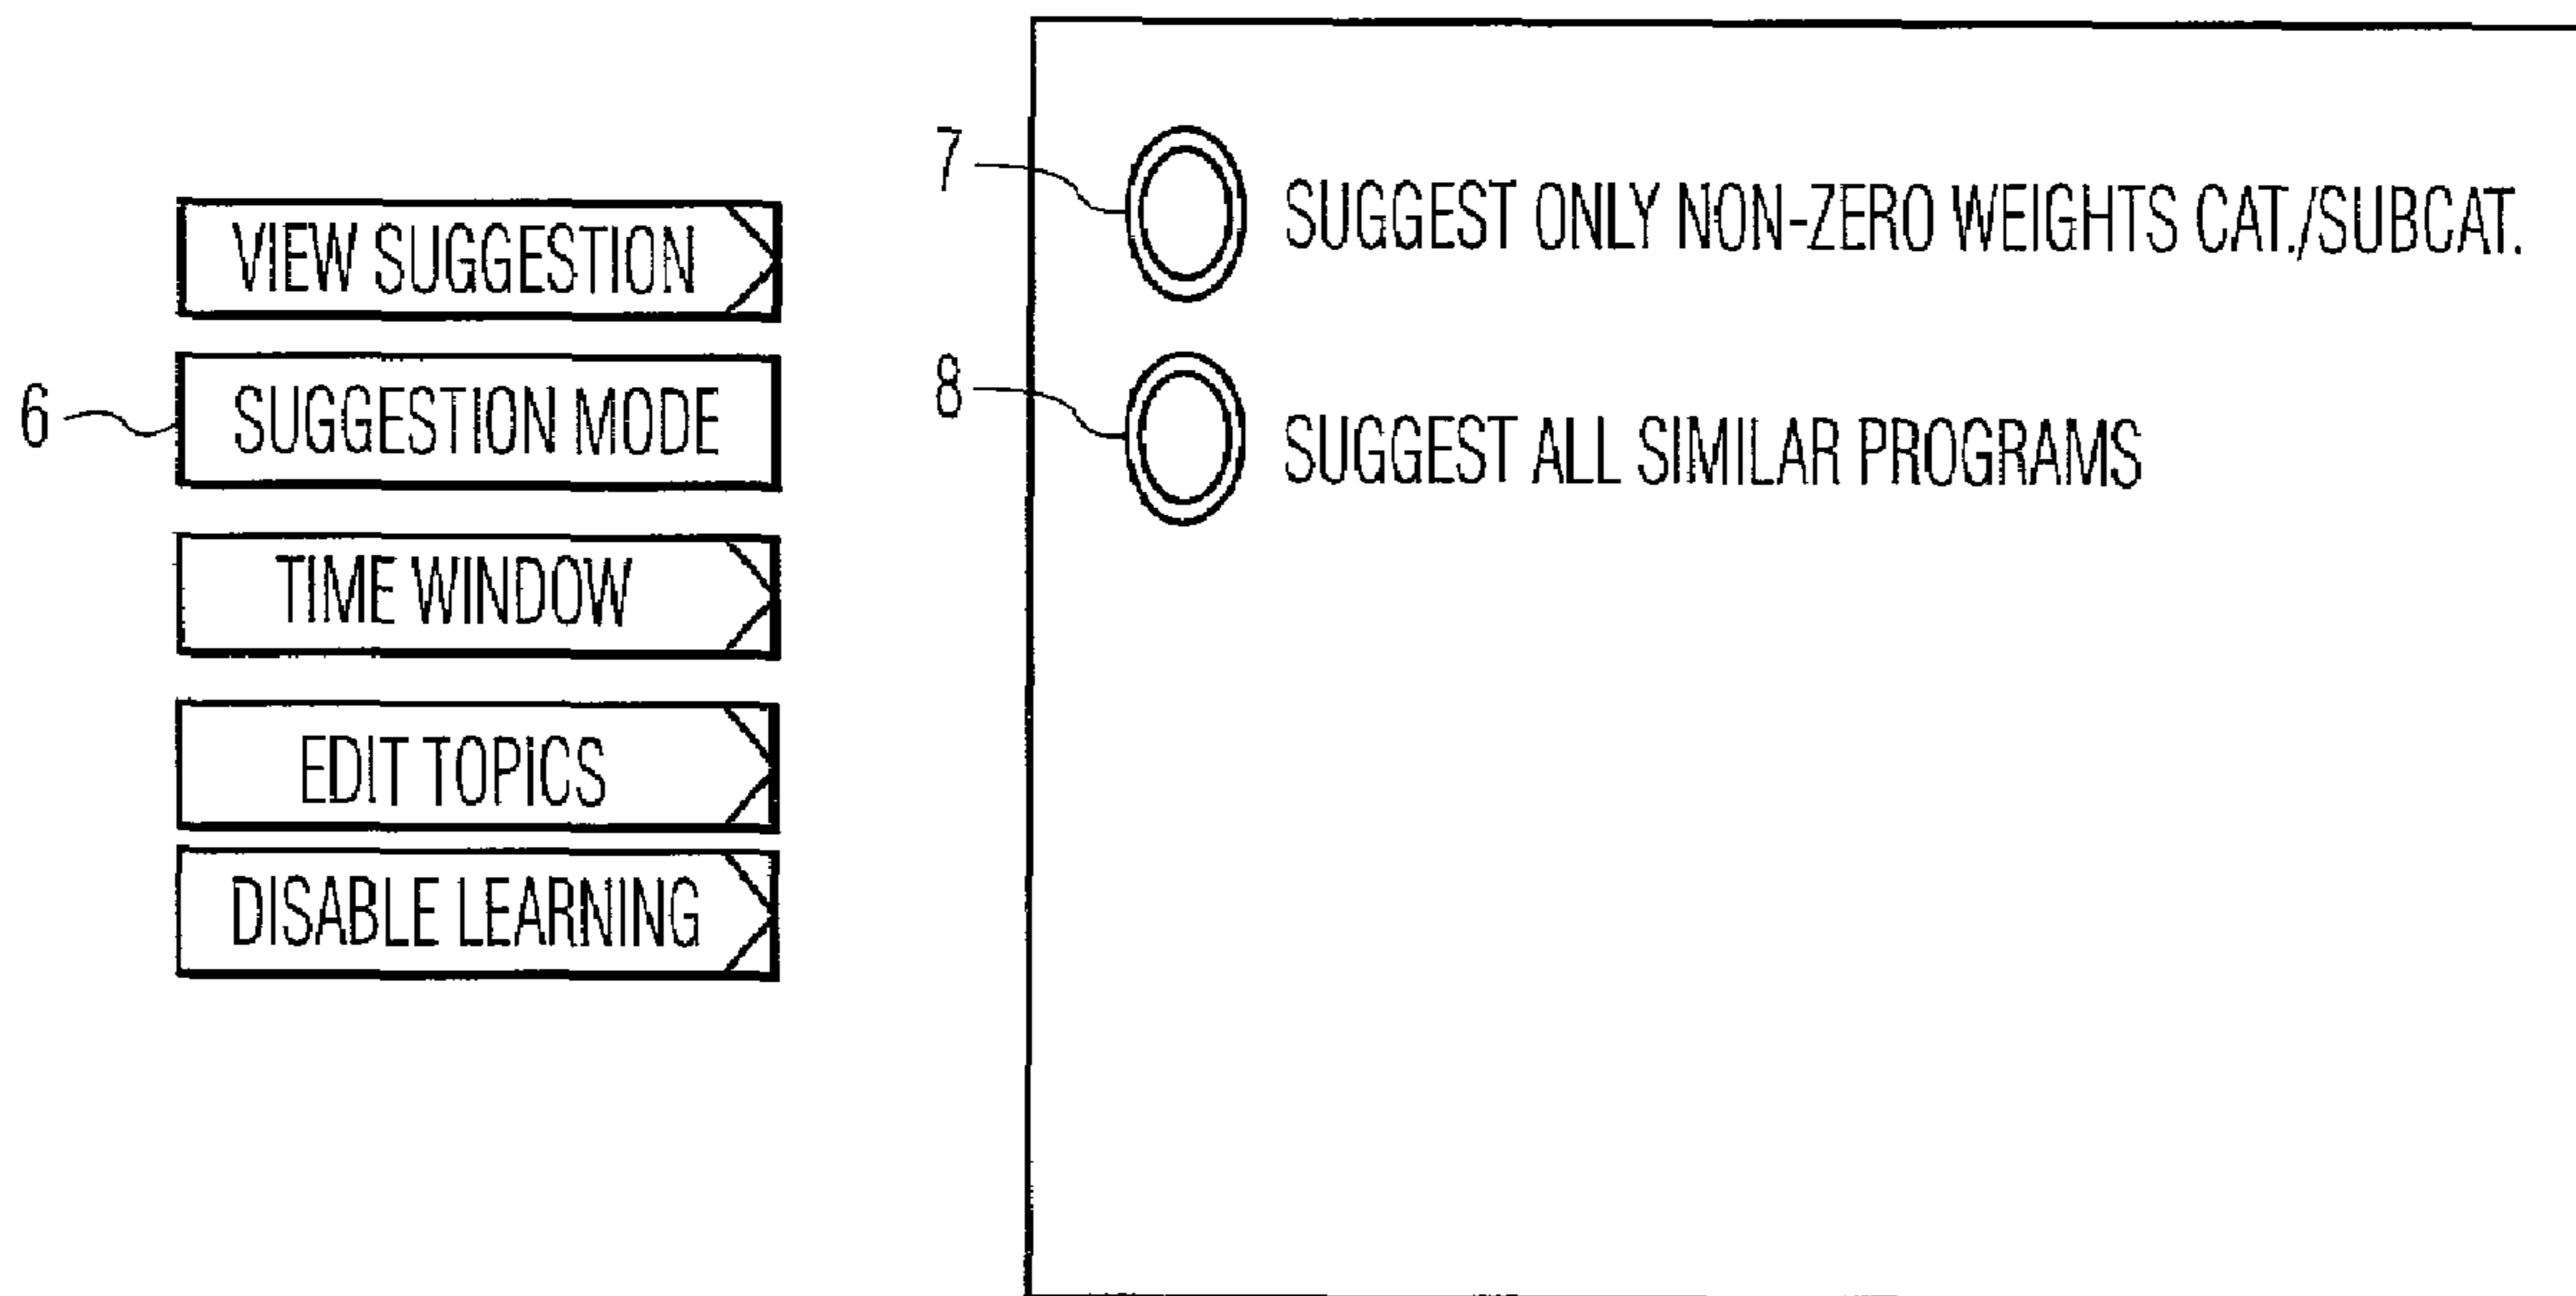 VIEW SUGGESTION
6
SUGGESTION MODE
TIME WINDOW
EDIT TOPICS
DISABLE LEARNING
7
SUGGEST ONLY NON-ZERO WEIGHTS CAT./SUBCAT.
8
SUGGEST ALL SIMILAR PROGRAMS